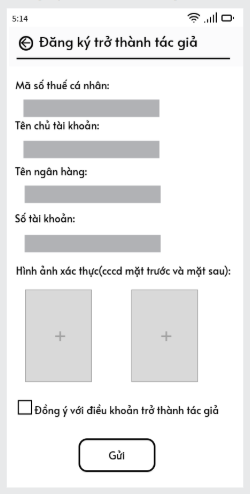 5:14
Đăng ký trở thành tác giả
Mã số thuế cá nhân:
Tên chủ tài khoản:
Tên ngân hàng:
Số tài khoản:
Hình ảnh xác thực(cccd mặt trước và mặt sau):
+ +
Đồng ý với điều khoản trở thành tác giả
Gửi